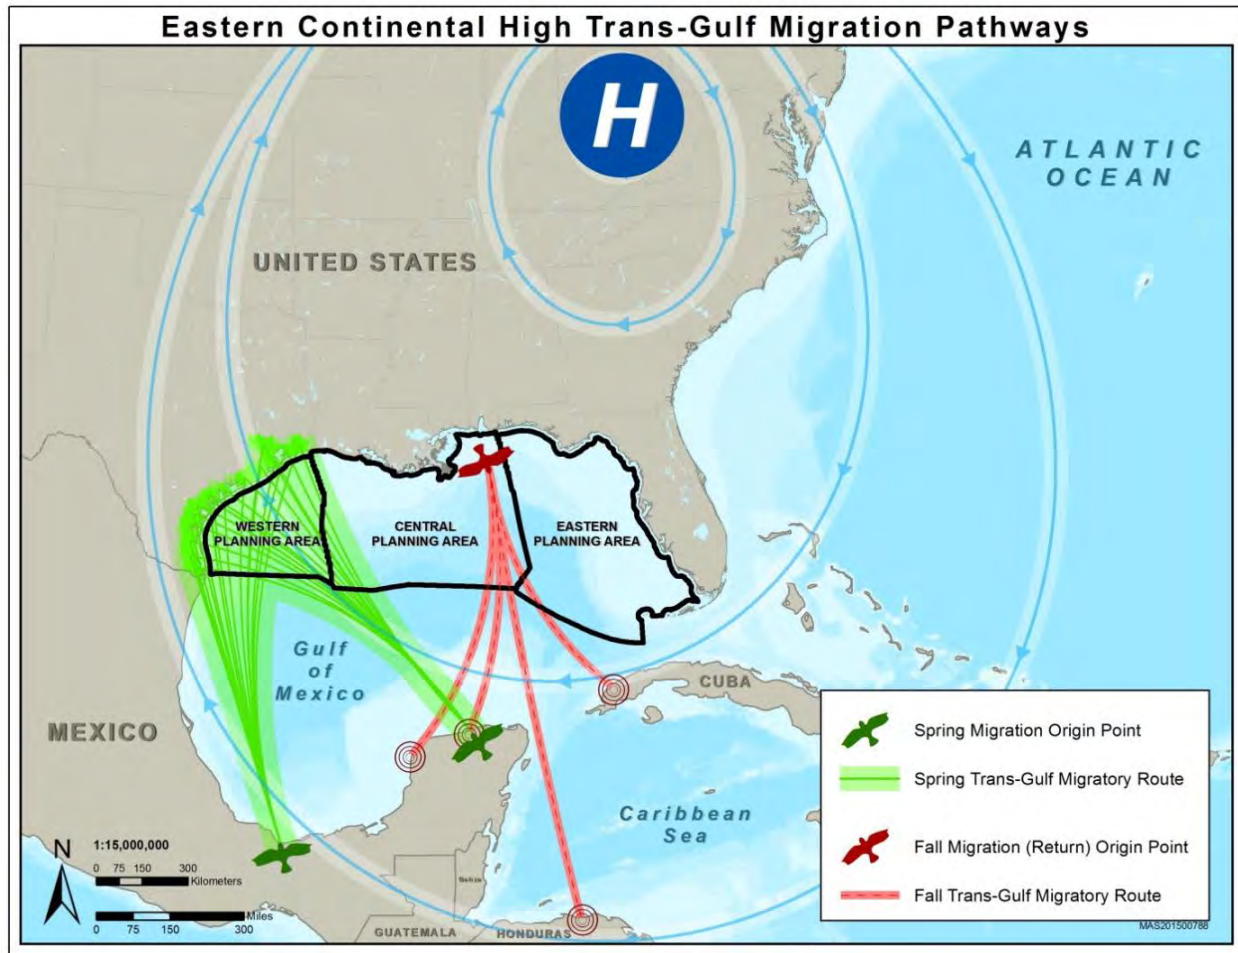 Eastern Continental High Trans-Gulf Migration Pathways
H
ATLANTIC
OCEAN
UNITED STATES
WESTERN
PLANNING AREA
CENTRAL
PLANNING AREA
EASTERN
PLANNING AREA
Gulf
of
Mexico
CUBA
MEXICO
Caribbean
Sea
Spring Migration Origin Point
Spring Trans-Gulf Migratory Route
Fall Migration (Return) Origin Point
Fall Trans-Gulf Migratory Route
N
1:15,000,000
0 75 150 300
Kilometers
Miles
0 75 150 300
Belize
GUATEMALA
HONDURAS
MAS201500788